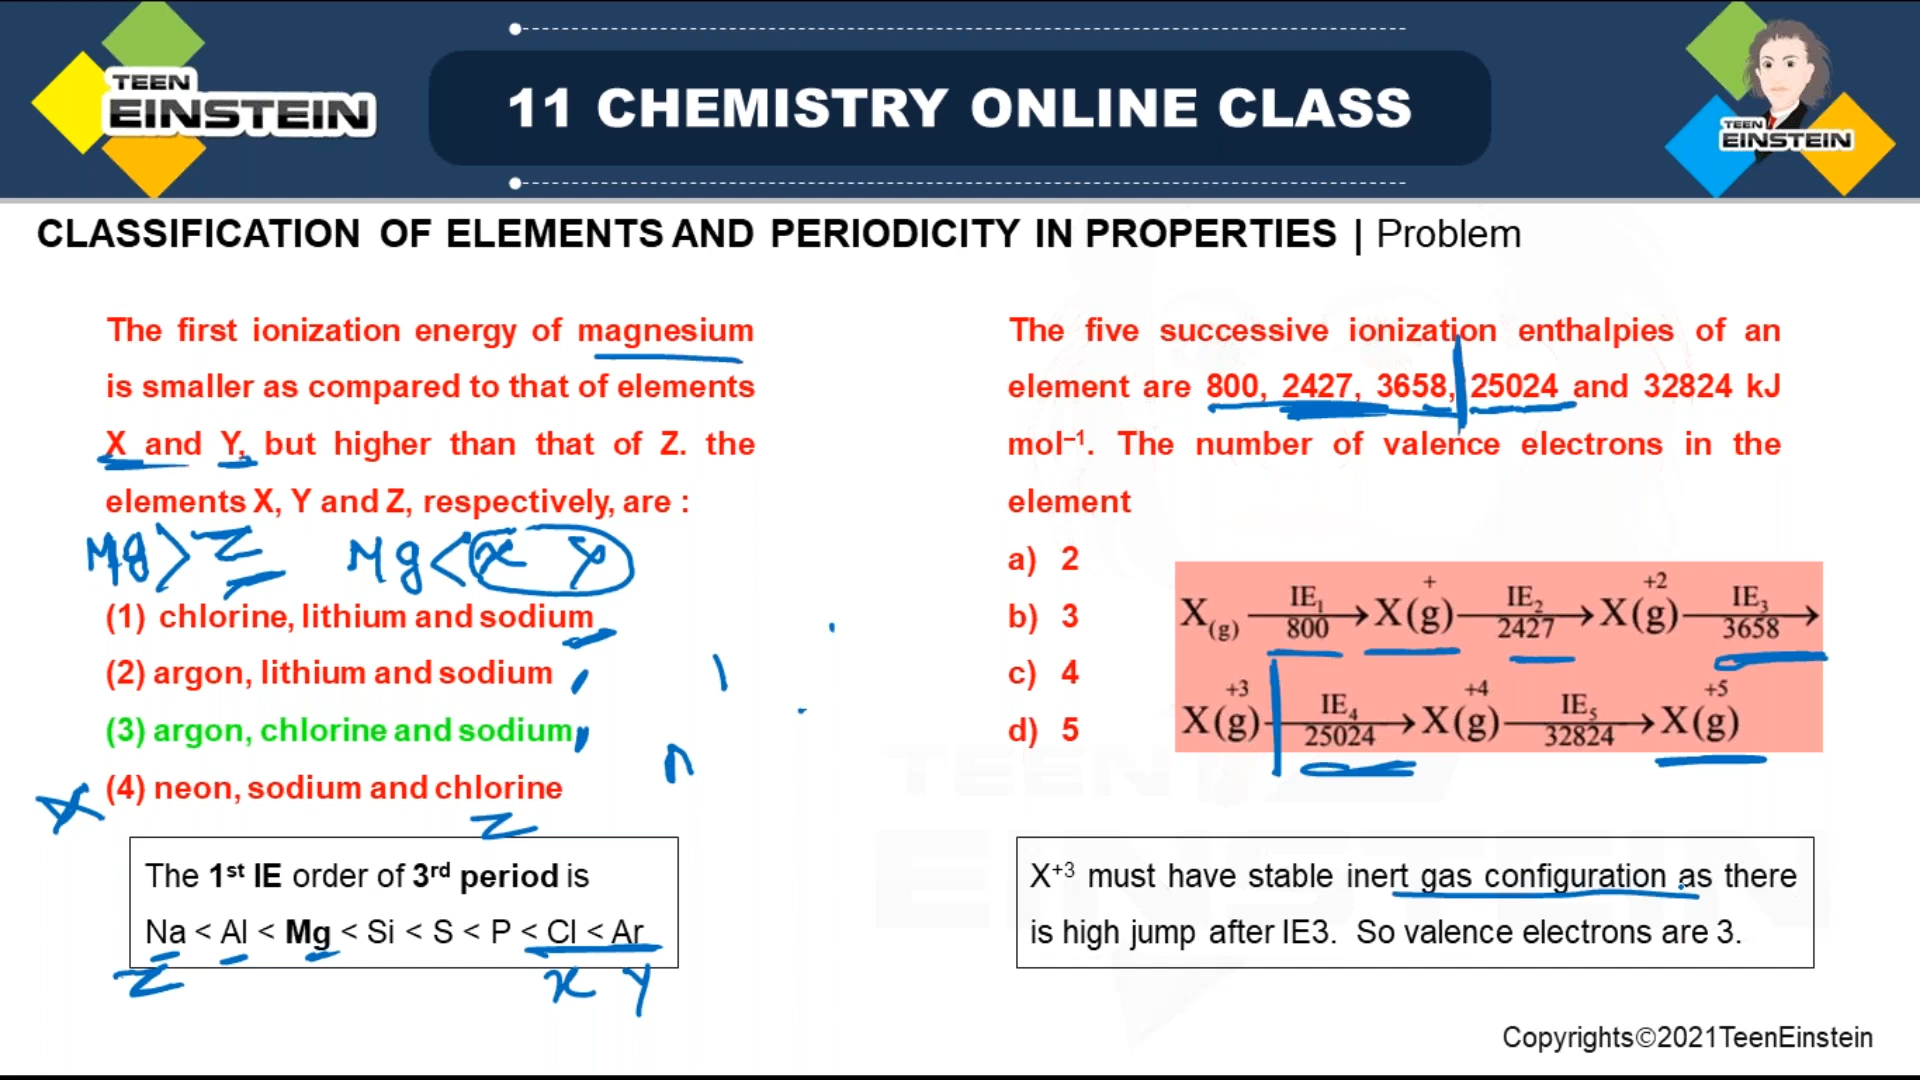 TEEN
EINSTEIN
11 CHEMISTRY ONLINE CLASS
TEEN
EINSTEIN
CLASSIFICATION OF ELEMENTS AND PERIODICITY IN PROPERTIES | Problem
The first ionization energy of magnesium
is smaller as compared to that of elements
X and Y, but higher than that of Z. the
elements X, Y and Z, respectively, are :
Mg > Z Mg < x y
(1) chlorine, lithium and sodium
(2) argon, lithium and sodium
(3) argon, chlorine and sodium
(4) neon, sodium and chlorine
Z
The 1st IE order of 3rd period is
Na < Al < Mg < Si < S < P < Cl < Ar
Z x y
The five successive ionization enthalpies of an
element are 800, 2427, 3658, 25024 and 32824 kJ
mol⁻¹. The number of valence electrons in the
element
a) 2
b) 3
c) 4
d) 5
X(g) IE₁ 800 → X⁺(g) IE₂ 2427 → X⁺²(g) IE₃ 3658 →
X⁺³(g) IE₄ 25024 → X⁺⁴(g) IE₅ 32824 → X⁺⁵(g)
X⁺³ must have stable inert gas configuration as there
is high jump after IE3. So valence electrons are 3.
TEEN
EINSTEIN
Copyrights©2021TeenEinstein